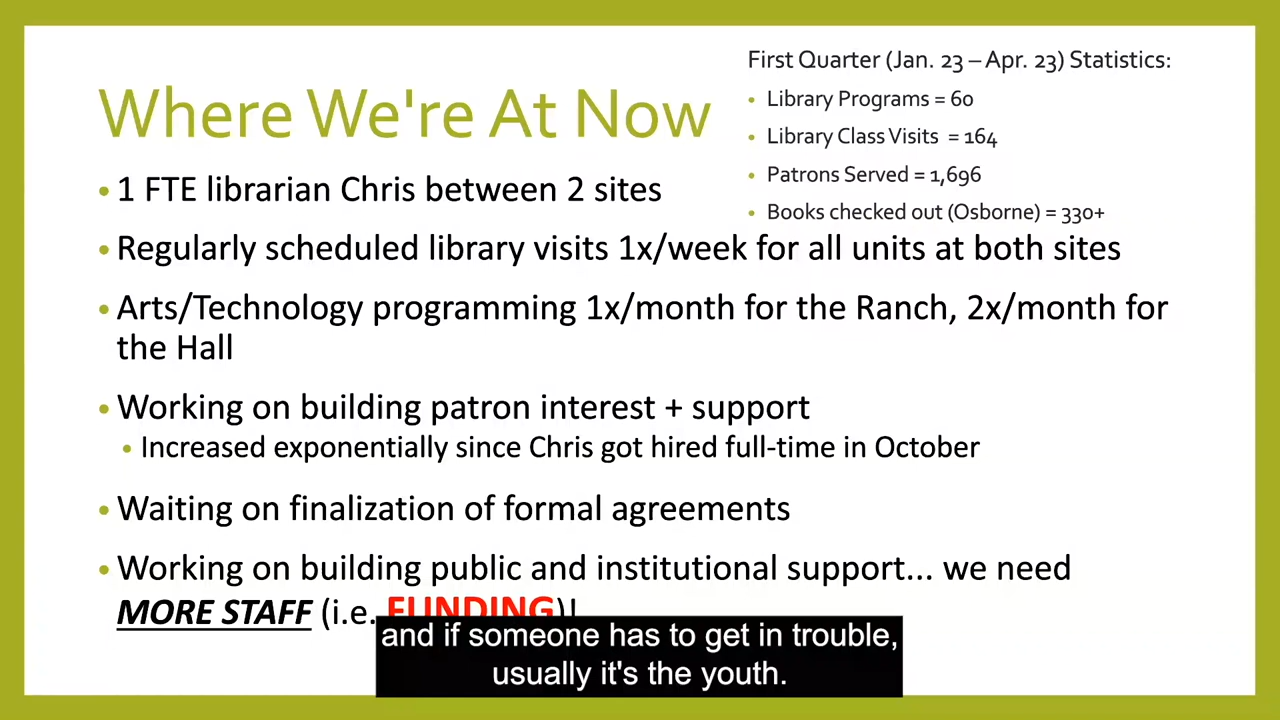 Where We're At Now
First Quarter (Jan. 23 – Apr. 23) Statistics:
• Library Programs = 60
• Library Class Visits = 164
• Patrons Served = 1,696
• Books checked out (Osborne) = 330+
• 1 FTE librarian Chris between 2 sites
• Regularly scheduled library visits 1x/week for all units at both sites
• Arts/Technology programming 1x/month for the Ranch, 2x/month for
the Hall
• Working on building patron interest + support
• Increased exponentially since Chris got hired full-time in October
• Waiting on finalization of formal agreements
• Working on building public and institutional support... we need
MORE STAFF (i.e. FUNDING)!
and if someone has to get in trouble,
usually it's the youth.